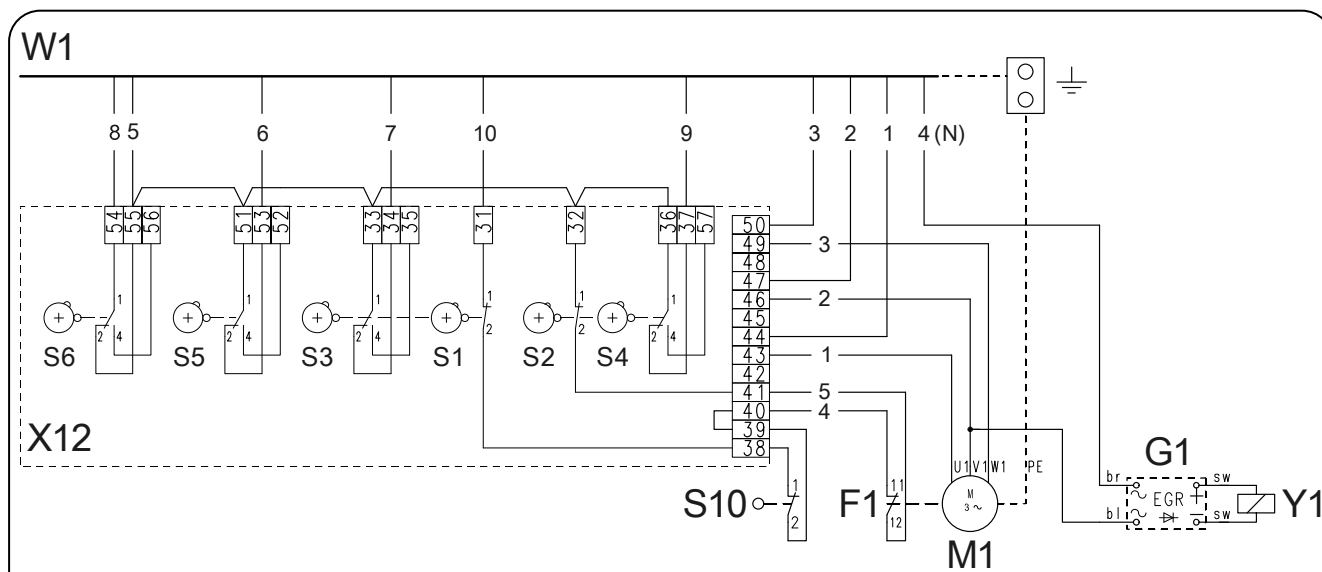 W1
8 5 6 7 10 9 3 2 1 4 (N)
54 55 56 51 53 52 33 34 35 31 32 36 37 57
50
49 3
48
47
46 2
45
44
43 1
42
41 5
40 4
39
38
1 1 1 1 1 1
2 4 2 4 2 4 2 2 2 4
S6 S5 S3 S1 S2 S4
X12
U1 V1 W1 PE
G1
S10 1 2
F1 11 12
M 3 ~
M1
br ~ EGR + sw
bl ~ − sw
Y1